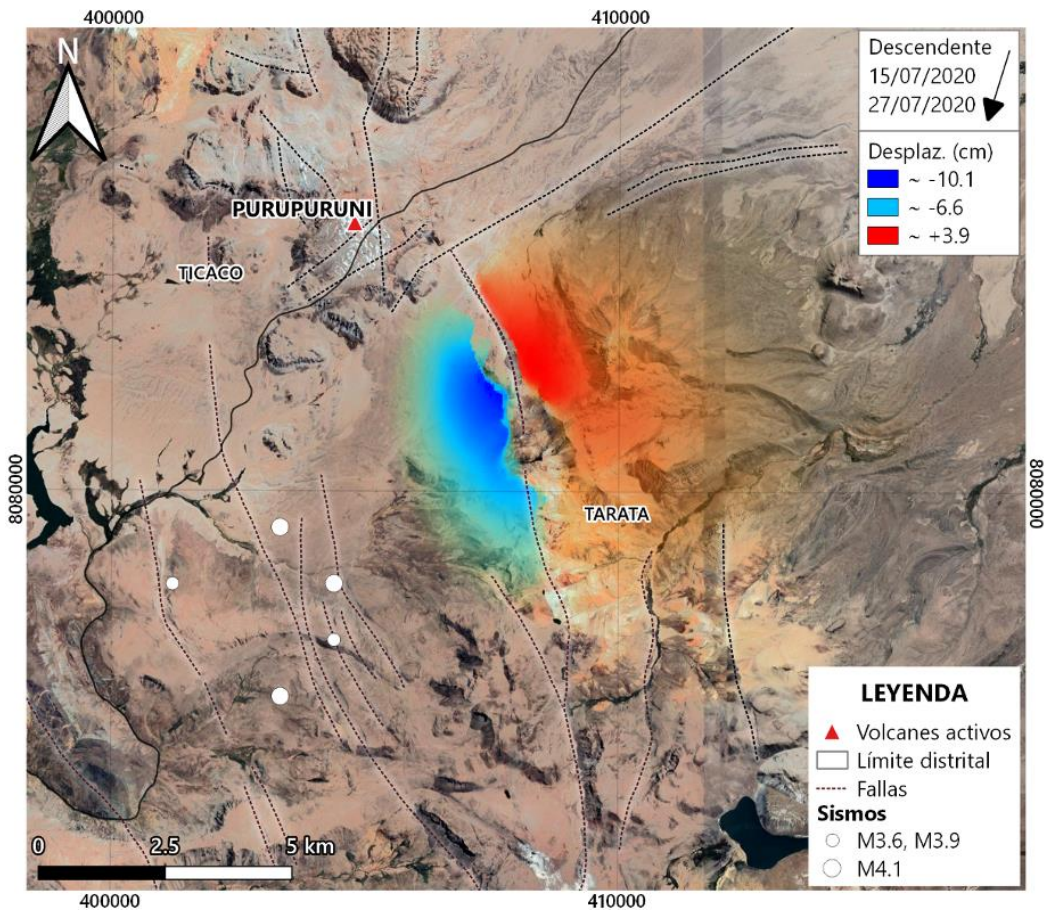 400000
410000
N
Descendente
15/07/2020
27/07/2020
Desplaz. (cm)
~ -10.1
~ -6.6
~ +3.9
PURUPURUNI
TICACO
8080000
8080000
TARATA
LEYENDA
Volcanes activos
Límite distrital
Fallas
Sismos
M3.6, M3.9
M4.1
0
2.5
5 km
400000
410000